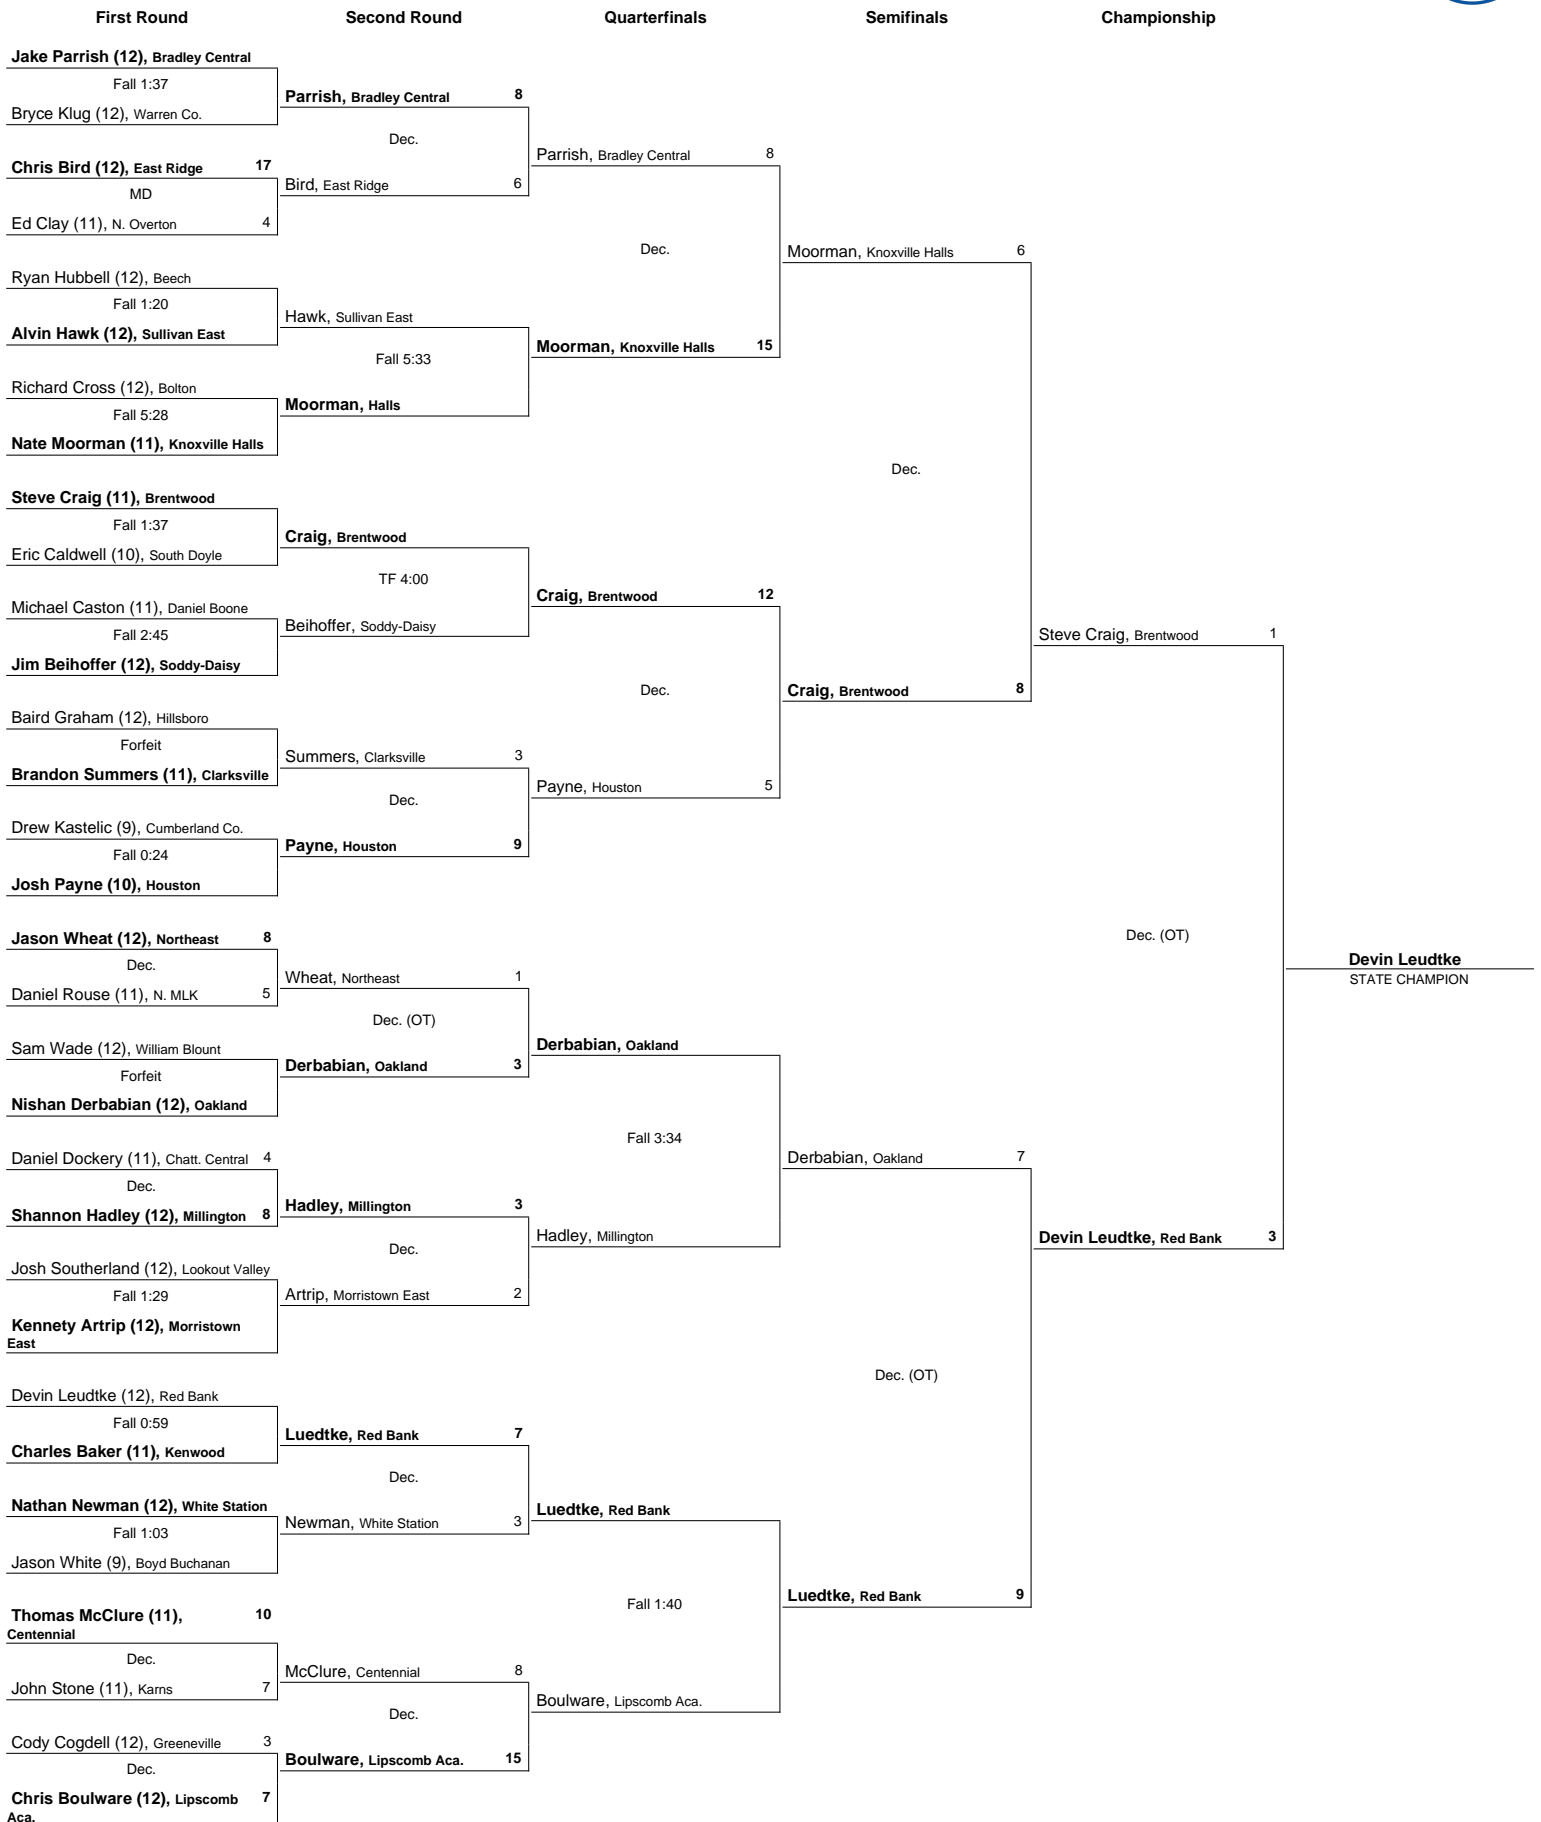 First Round
Second Round
Quarterfinals
Semifinals
Championship
Jake Parrish (12), Bradley Central
Fall 1:37
Bryce Klug (12), Warren Co.
Chris Bird (12), East Ridge 17
MD
Ed Clay (11), N. Overton 4
Ryan Hubbell (12), Beech
Fall 1:20
Alvin Hawk (12), Sullivan East
Richard Cross (12), Bolton
Fall 5:28
Nate Moorman (11), Knoxville Halls
Steve Craig (11), Brentwood
Fall 1:37
Eric Caldwell (10), South Doyle
Michael Caston (11), Daniel Boone
Fall 2:45
Jim Beihoffer (12), Soddy-Daisy
Baird Graham (12), Hillsboro
Forfeit
Brandon Summers (11), Clarksville
Drew Kastelic (9), Cumberland Co.
Fall 0:24
Josh Payne (10), Houston
Jason Wheat (12), Northeast 8
Dec.
Daniel Rouse (11), N. MLK 5
Sam Wade (12), William Blount
Forfeit
Nishan Derbabian (12), Oakland
Daniel Dockery (11), Chatt. Central 4
Dec.
Shannon Hadley (12), Millington 8
Josh Southerland (12), Lookout Valley
Fall 1:29
Kennety Artrip (12), Morristown
East
Devin Leudtke (12), Red Bank
Fall 0:59
Charles Baker (11), Kenwood
Nathan Newman (12), White Station
Fall 1:03
Jason White (9), Boyd Buchanan
Thomas McClure (11), 10
Centennial
Dec.
John Stone (11), Karns 7
Cody Cogdell (12), Greeneville 3
Dec.
Chris Boulware (12), Lipscomb 7
Aca.
Parrish, Bradley Central 8
Dec.
Bird, East Ridge 6
Hawk, Sullivan East
Fall 5:33
Moorman, Halls
Craig, Brentwood
TF 4:00
Beihoffer, Soddy-Daisy
Summers, Clarksville 3
Dec.
Payne, Houston 9
Wheat, Northeast 1
Dec. (OT)
Derbabian, Oakland 3
Hadley, Millington 3
Dec.
Artrip, Morristown East 2
Luedtke, Red Bank 7
Dec.
Newman, White Station 3
McClure, Centennial 8
Dec.
Boulware, Lipscomb Aca. 15
Parrish, Bradley Central 8
Dec.
Moorman, Knoxville Halls 15
Craig, Brentwood 12
Dec.
Payne, Houston 5
Derbabian, Oakland
Fall 3:34
Hadley, Millington
Luedtke, Red Bank
Fall 1:40
Boulware, Lipscomb Aca.
Moorman, Knoxville Halls 6
Dec.
Craig, Brentwood 8
Derbabian, Oakland 7
Dec. (OT)
Luedtke, Red Bank 9
Steve Craig, Brentwood 1
Dec. (OT)
Devin Leudtke, Red Bank 3
Devin Leudtke
STATE CHAMPION